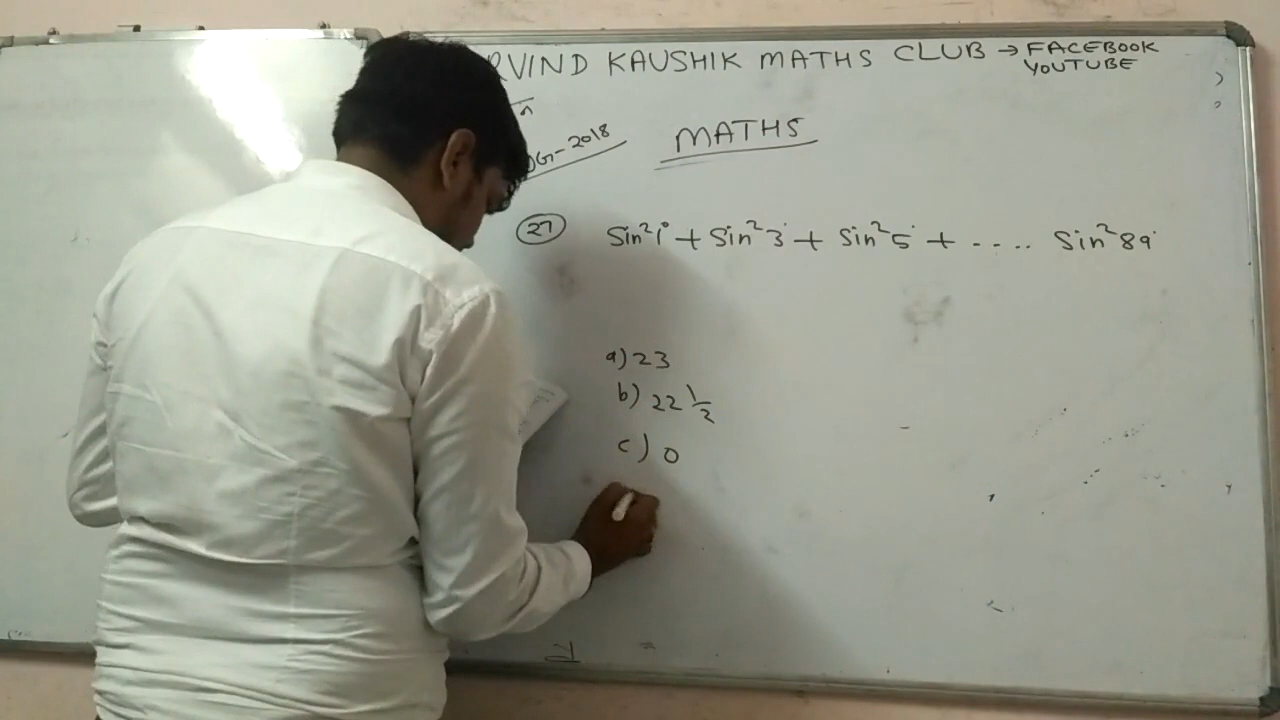 RVIND KAUSHIK MATHS CLUB → FACEBOOK
YOUTUBE
G-2018
MATHS
27 Sin²1° + Sin²3° + Sin²5° + ..... Sin²89°
a) 23
b) 22 1/2
c) 0